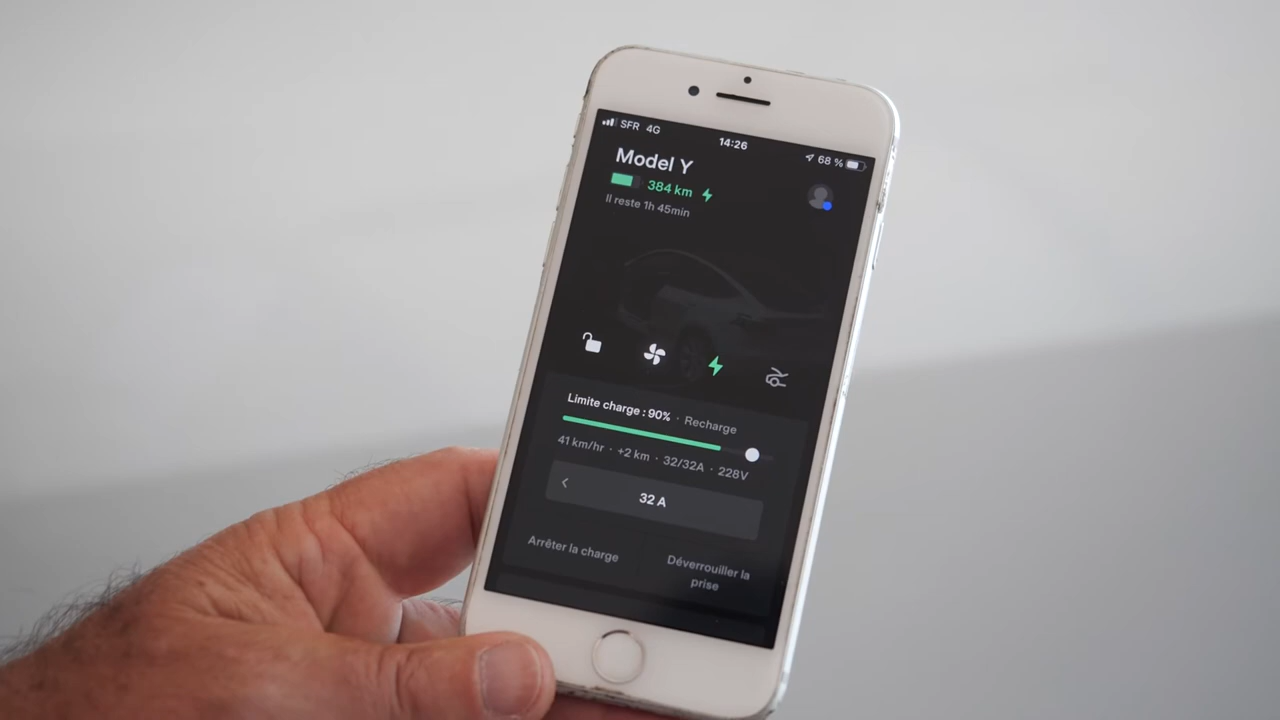 SFR 4G 14:26 68 %
Model Y
384 km
Il reste 1h 45min
Limite charge : 90% · Recharge
41 km/hr · +2 km · 32/32A · 228V
32 A
Arrêter la charge
Déverrouiller la
prise